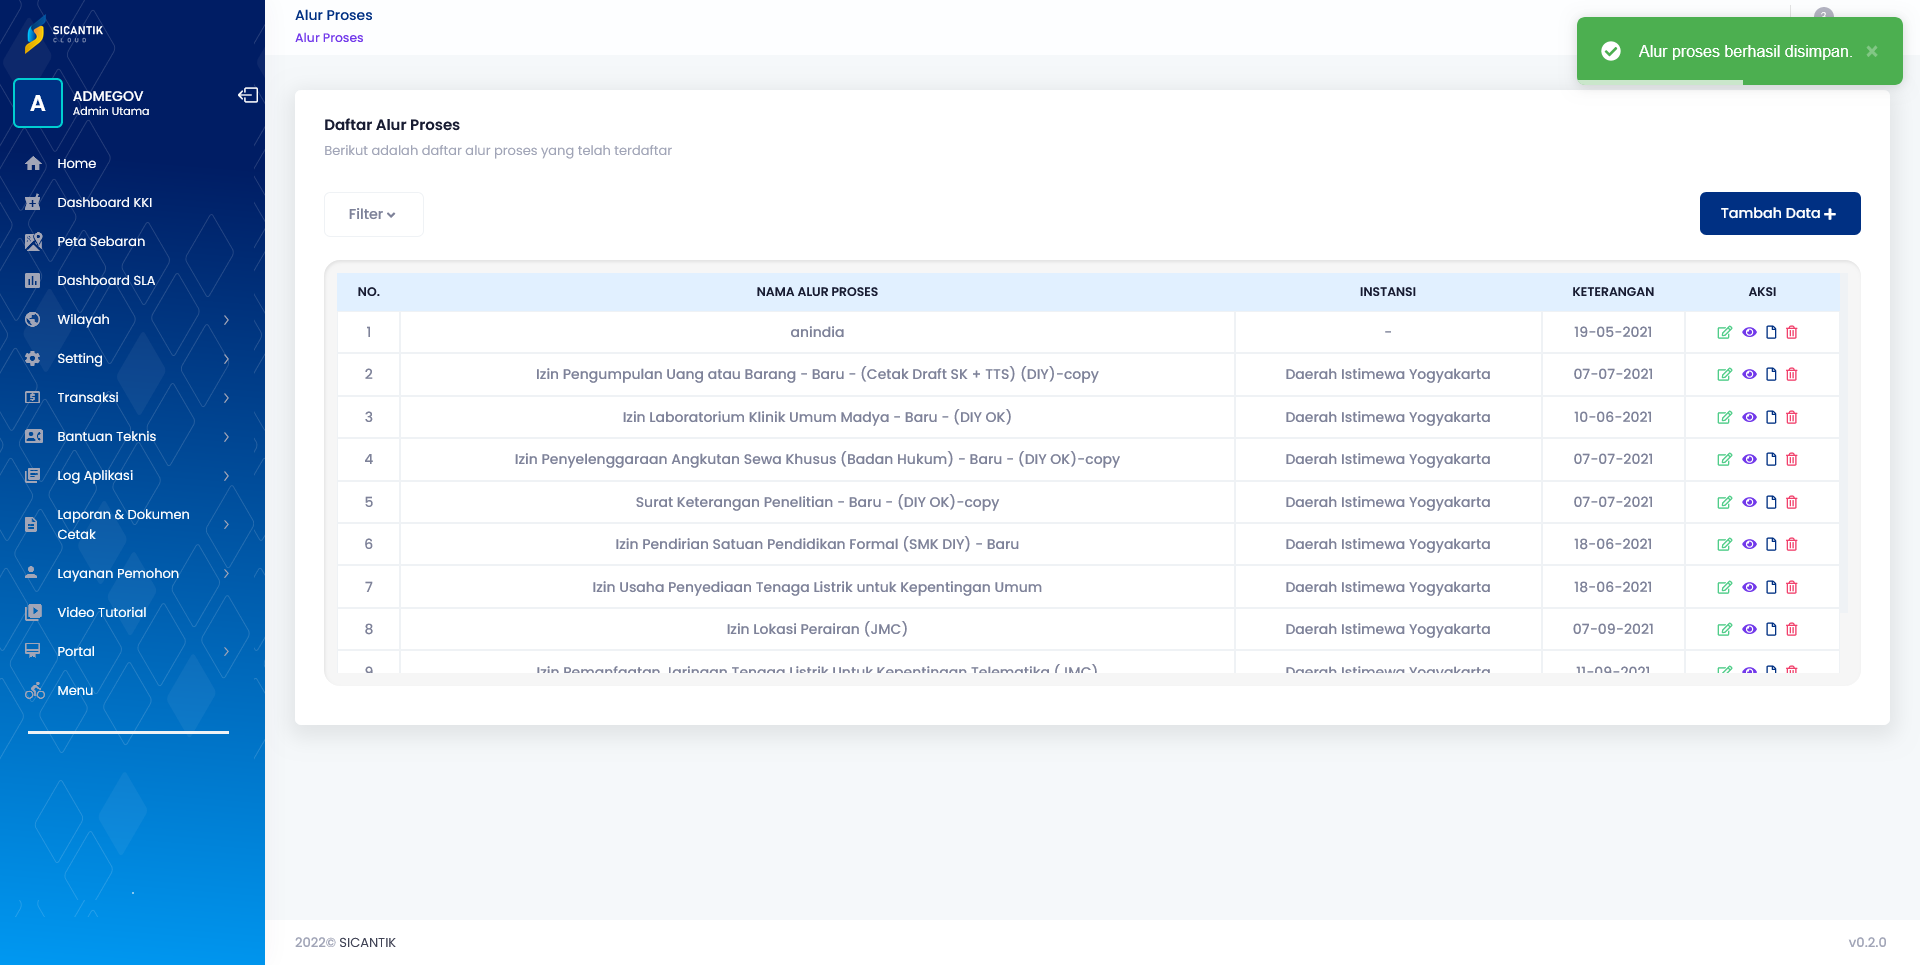 SICANTIK
CLOUD
A
ADMEGOV
Admin Utama
Home
Dashboard KKI
Peta Sebaran
Dashboard SLA
Wilayah
Setting
Transaksi
Bantuan Teknis
Log Aplikasi
Laporan & Dokumen
Cetak
Layanan Pemohon
Video Tutorial
Portal
Menu
Alur Proses
Alur Proses
Alur proses berhasil disimpan. ×
Daftar Alur Proses
Berikut adalah daftar alur proses yang telah terdaftar
Filter
Tambah Data +
NO. NAMA ALUR PROSES INSTANSI KETERANGAN AKSI
1 anindia - 19-05-2021
2 Izin Pengumpulan Uang atau Barang - Baru - (Cetak Draft SK + TTS) (DIY)-copy Daerah Istimewa Yogyakarta 07-07-2021
3 Izin Laboratorium Klinik Umum Madya - Baru - (DIY OK) Daerah Istimewa Yogyakarta 10-06-2021
4 Izin Penyelenggaraan Angkutan Sewa Khusus (Badan Hukum) - Baru - (DIY OK)-copy Daerah Istimewa Yogyakarta 07-07-2021
5 Surat Keterangan Penelitian - Baru - (DIY OK)-copy Daerah Istimewa Yogyakarta 07-07-2021
6 Izin Pendirian Satuan Pendidikan Formal (SMK DIY) - Baru Daerah Istimewa Yogyakarta 18-06-2021
7 Izin Usaha Penyediaan Tenaga Listrik untuk Kepentingan Umum Daerah Istimewa Yogyakarta 18-06-2021
8 Izin Lokasi Perairan (JMC) Daerah Istimewa Yogyakarta 07-09-2021
9 Izin Pemanfaatan Jaringan Tenaga Listrik Untuk Kepentingan Telematika (JMC) Daerah Istimewa Yogyakarta 11-09-2021
2022© SICANTIK
v0.2.0